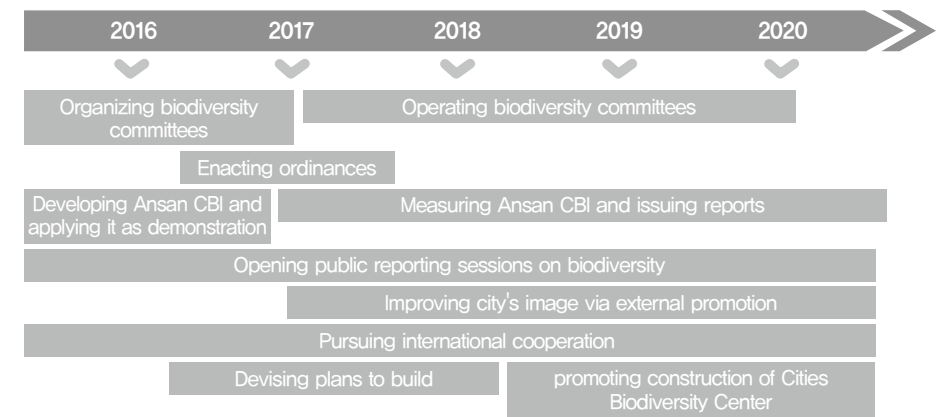 2016 2017 2018 2019 2020
Organizing biodiversity
committees
Operating biodiversity committees
Enacting ordinances
Developing Ansan CBI and
applying it as demonstration
Measuring Ansan CBI and issuing reports
Opening public reporting sessions on biodiversity
Improving city's image via external promotion
Pursuing international cooperation
Devising plans to build
promoting construction of Cities
Biodiversity Center